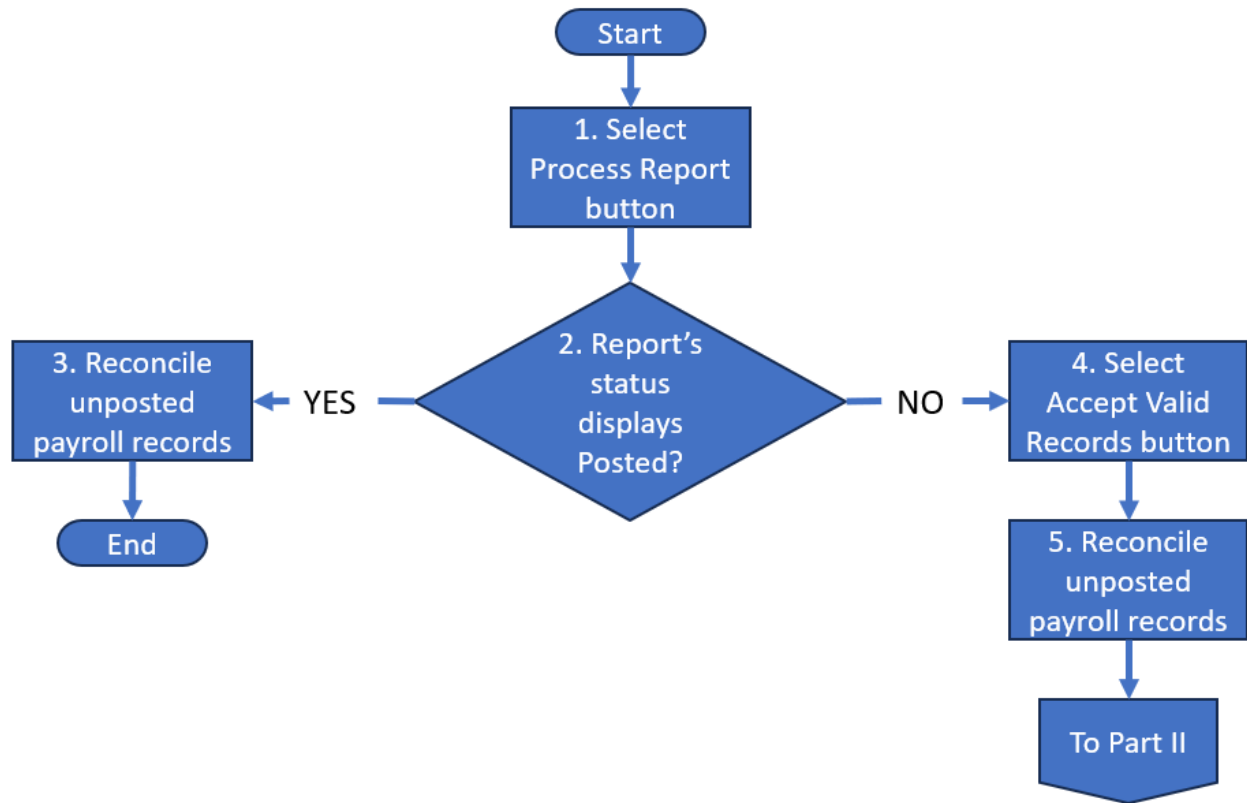 Start
1. Select
Process Report
button
2. Report's
status
displays
Posted?
YES
3. Reconcile
unposted
payroll records
End
NO
4. Select
Accept Valid
Records button
5. Reconcile
unposted
payroll records
To Part II